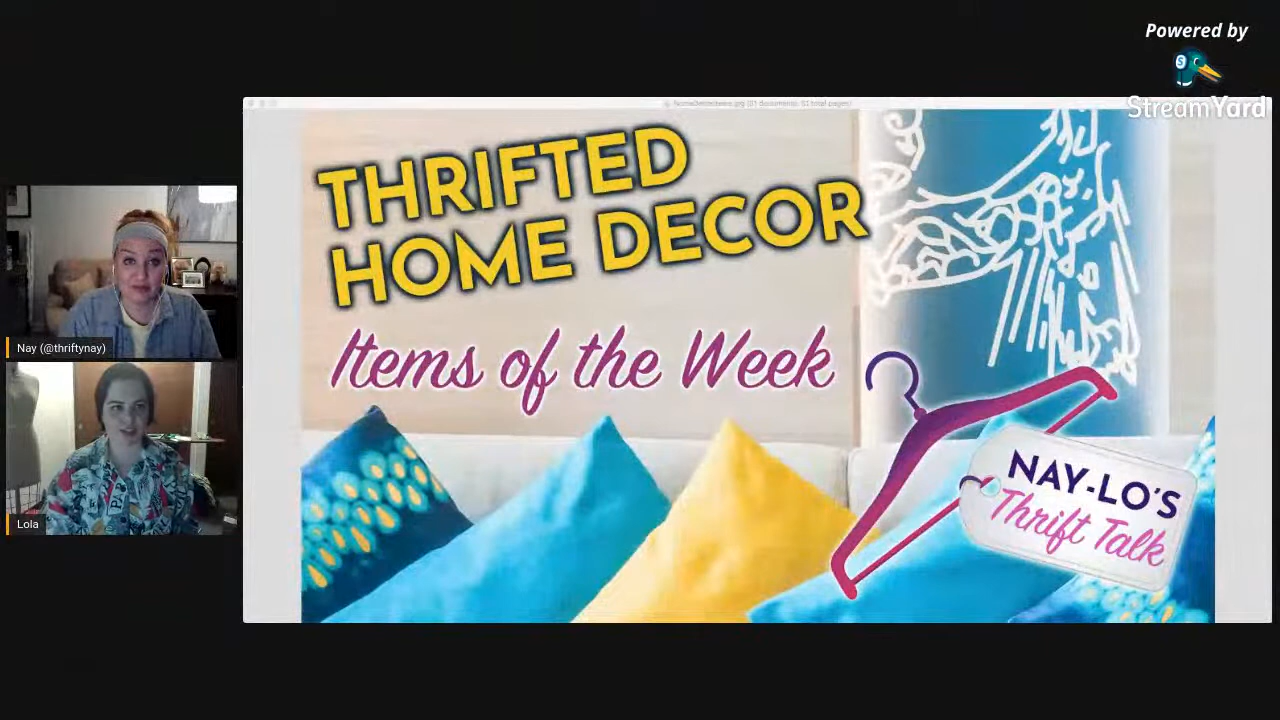 Powered by
StreamYard
THRIFTED
HOME DECOR
Items of the Week
NAY-LO'S
Thrift Talk
Nay (@thriftynay)
Lola